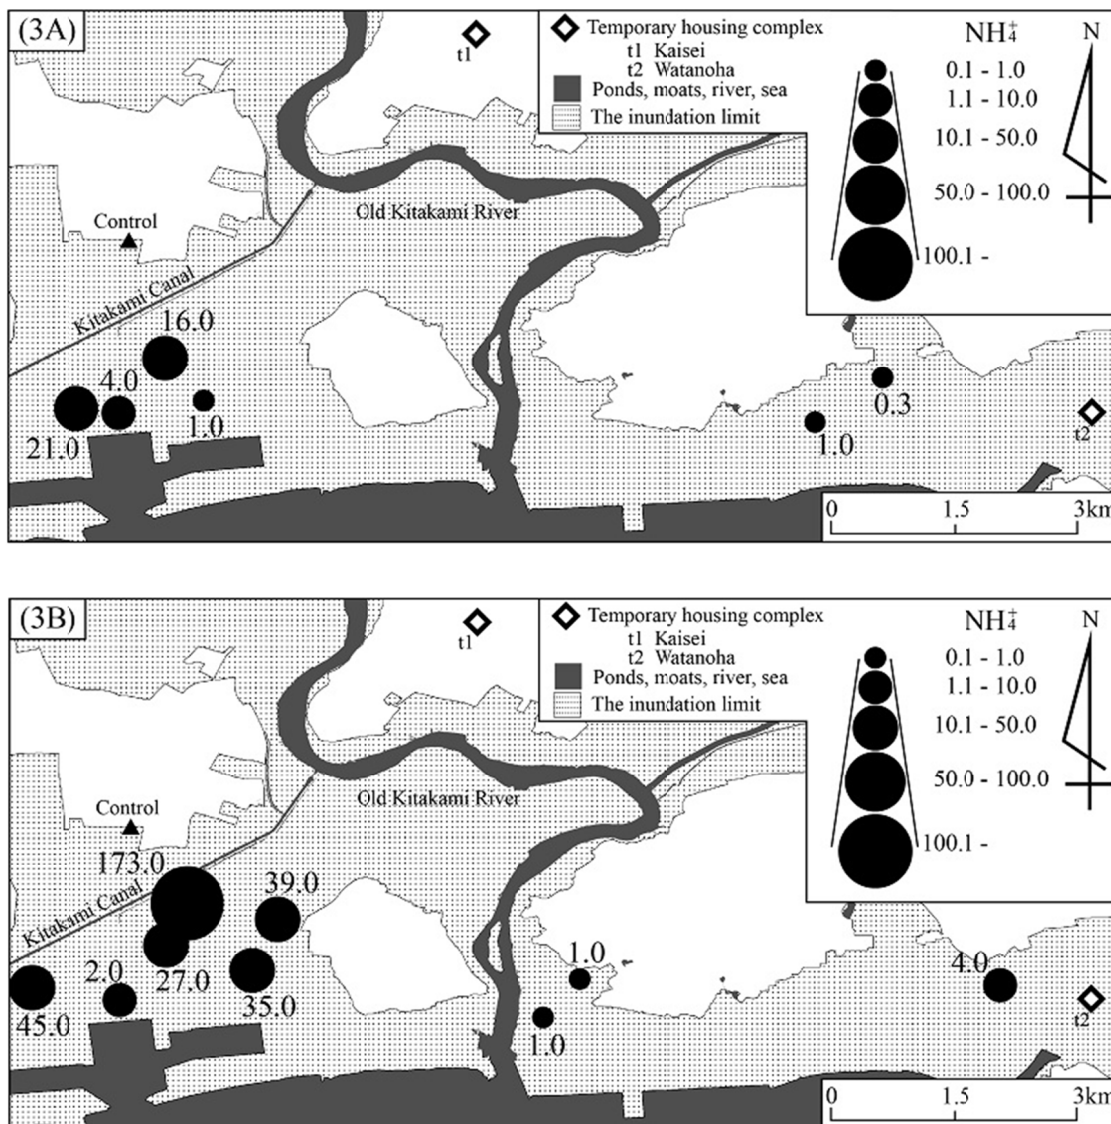 (3A)
t1
Temporary housing complex
t1 Kaisei
t2 Watanoha
Ponds, moats, river, sea
The inundation limit
NH₄⁺
0.1 - 1.0
1.1 - 10.0
10.1 - 50.0
50.0 - 100.0
100.1 -
N
Control
Old Kitakami River
Kitakami Canal
16.0
4.0
21.0
1.0
0.3
1.0
t2
0 1.5 3km
(3B)
t1
Temporary housing complex
t1 Kaisei
t2 Watanoha
Ponds, moats, river, sea
The inundation limit
NH₄⁺
0.1 - 1.0
1.1 - 10.0
10.1 - 50.0
50.0 - 100.0
100.1 -
N
Control
Old Kitakami River
173.0
Kitakami Canal
39.0
2.0
27.0
35.0
45.0
1.0
1.0
4.0
t2
0 1.5 3km